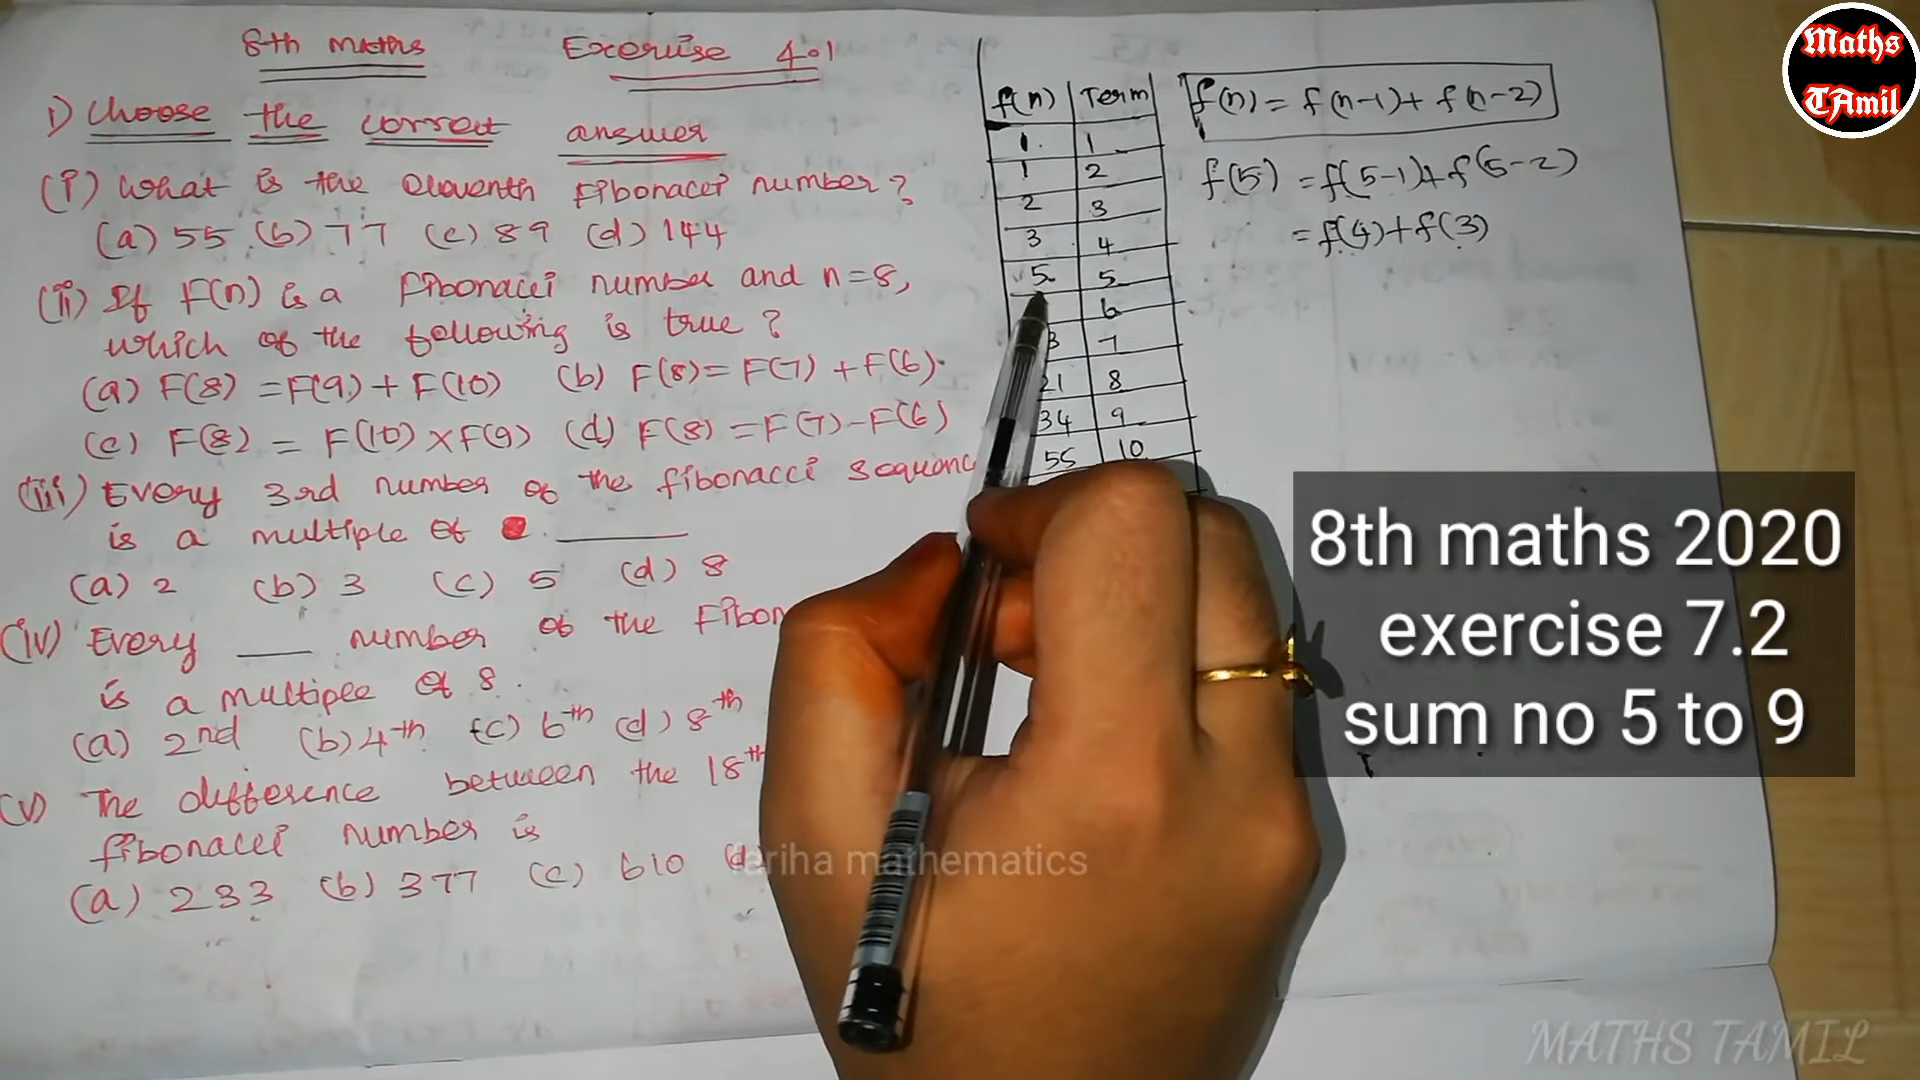 8th maths Exercise 4.1
1) Choose the correct answer
(i) What is the eleventh Fibonacci number?
(a) 55 (b) 77 (c) 89 (d) 144
(ii) If F(n) is a Fibonacci number and n=8,
which of the following is true?
(a) F(8) = F(9) + F(10) (b) F(8) = F(7) + F(6).
(c) F(8) = F(10) × F(9) (d) F(8) = F(7) - F(6)
(iii) Every 3rd number of the fibonacci sequenc
is a multiple of
(a) 2 (b) 3 (c) 5 (d) 8
(iv) Every ___ number of the Fibon
is a multiple of 8.
(a) 2nd (b) 4th (c) 6th (d) 8th
(v) The difference between the 18th
fibonacci number is
(a) 233 (b) 377 (c) 610 (d)
f(n) Term
1 1
1 2
2 3
3 4
5 5
6
3 7
21 8
34 9
55 10
f(n) = f(n-1) + f(n-2)
f(5) = f(5-1) + f(5-2)
= f(4) + f(3)
Maths
TAmil
8th maths 2020
exercise 7.2
sum no 5 to 9
fariha mathematics
MATHS TAMIL